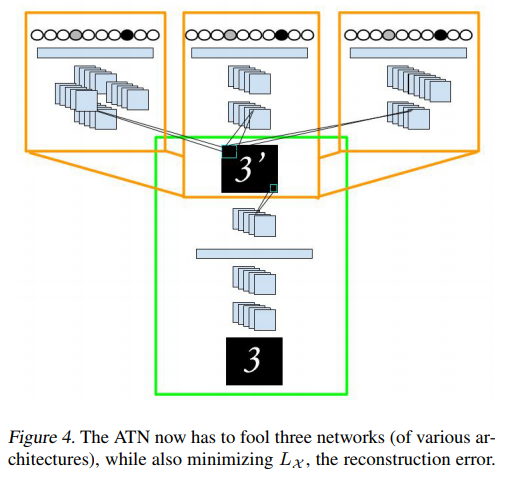 3’
3
Figure 4. The ATN now has to fool three networks (of various ar-
chitectures), while also minimizing L𝒳, the reconstruction error.